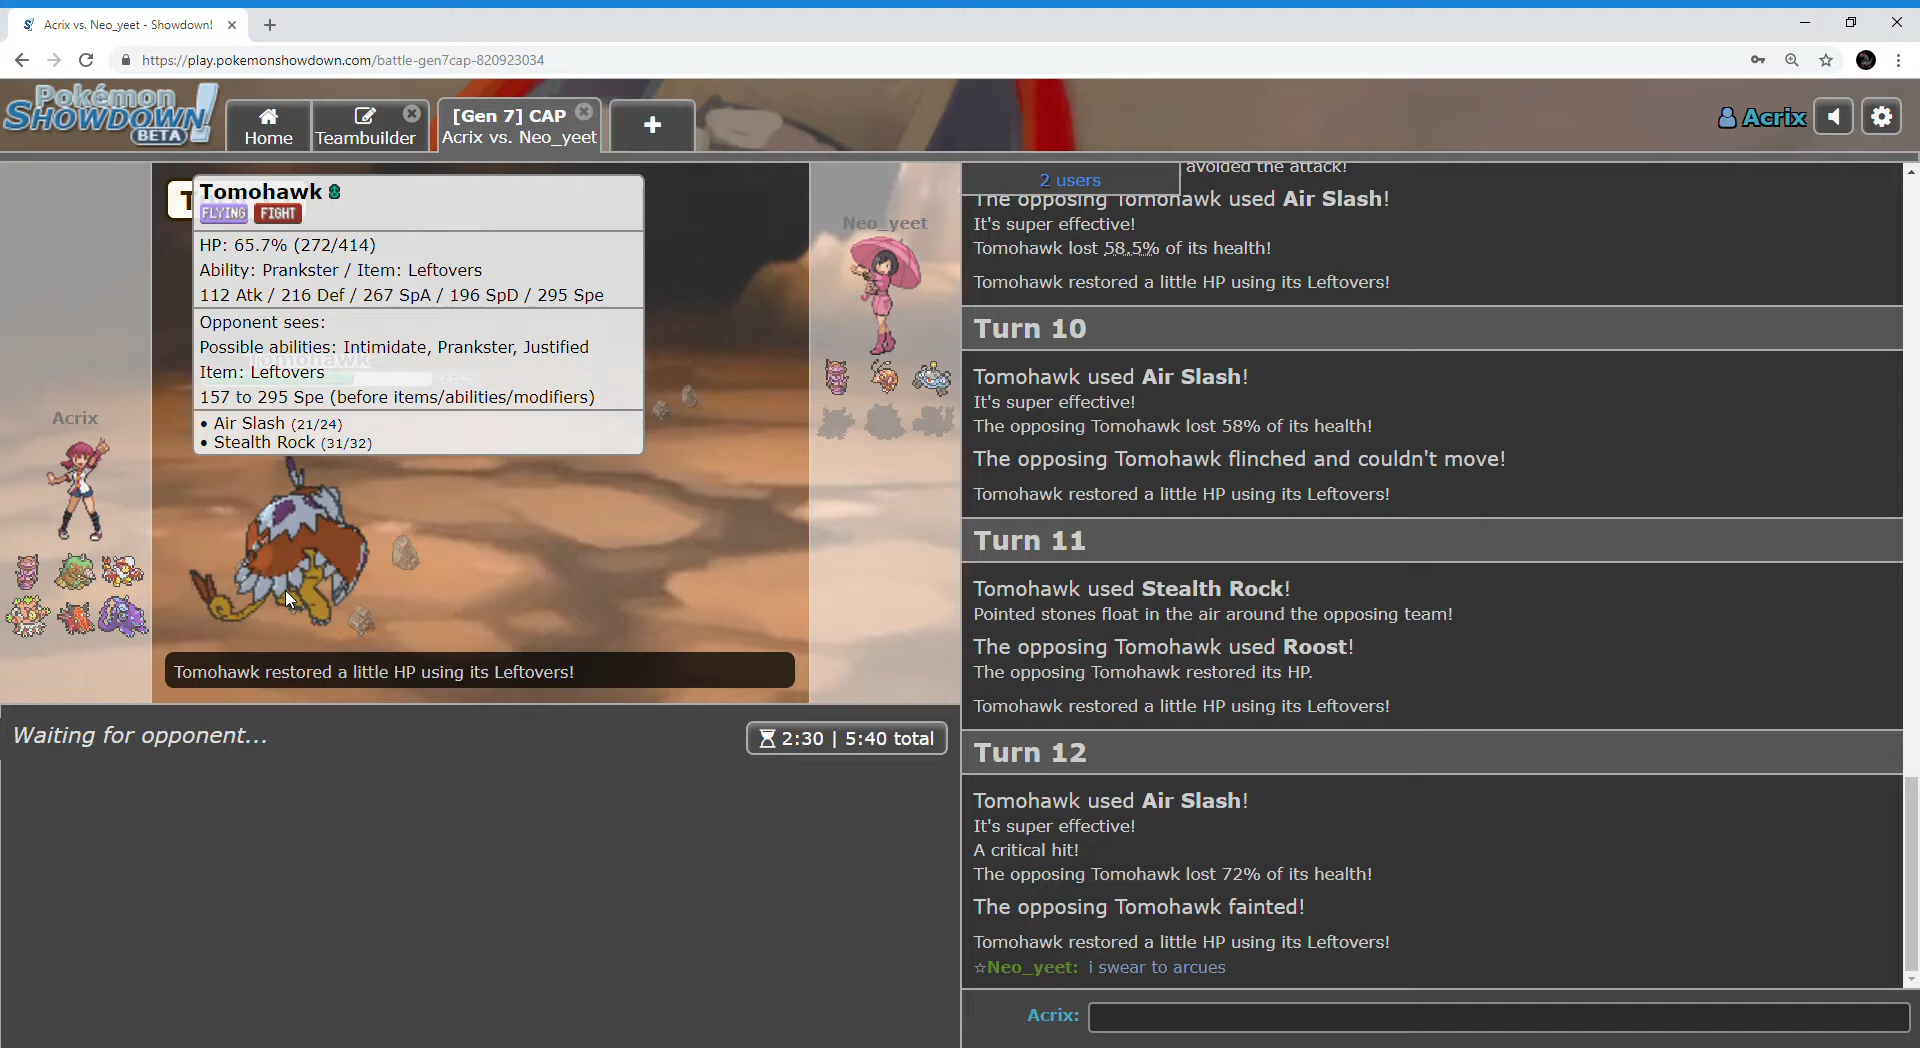 Acrix vs. Neo_yeet - Showdown!
https://play.pokemonshowdown.com/battle-gen7cap-820923034
Pokémon
SHOWDOWN!
BETA
Home
Teambuilder
[Gen 7] CAP
Acrix vs. Neo_yeet
Acrix
Tomohawk
FLYING FIGHT
HP: 65.7% (272/414)
Ability: Prankster / Item: Leftovers
112 Atk / 216 Def / 267 SpA / 196 SpD / 295 Spe
Opponent sees:
Possible abilities: Intimidate, Prankster, Justified
Item: Leftovers
157 to 295 Spe (before items/abilities/modifiers)
• Air Slash (21/24)
• Stealth Rock (31/32)
Tomohawk
66%
Acrix
Neo_yeet
Tomohawk restored a little HP using its Leftovers!
Waiting for opponent...
2:30 | 5:40 total
2 users
avoided the attack!
The opposing Tomohawk used Air Slash!
It's super effective!
Tomohawk lost 58.5% of its health!
Tomohawk restored a little HP using its Leftovers!
Turn 10
Tomohawk used Air Slash!
It's super effective!
The opposing Tomohawk lost 58% of its health!
The opposing Tomohawk flinched and couldn't move!
Tomohawk restored a little HP using its Leftovers!
Turn 11
Tomohawk used Stealth Rock!
Pointed stones float in the air around the opposing team!
The opposing Tomohawk used Roost!
The opposing Tomohawk restored its HP.
Tomohawk restored a little HP using its Leftovers!
Turn 12
Tomohawk used Air Slash!
It's super effective!
A critical hit!
The opposing Tomohawk lost 72% of its health!
The opposing Tomohawk fainted!
Tomohawk restored a little HP using its Leftovers!
☆Neo_yeet: i swear to arcues
Acrix: